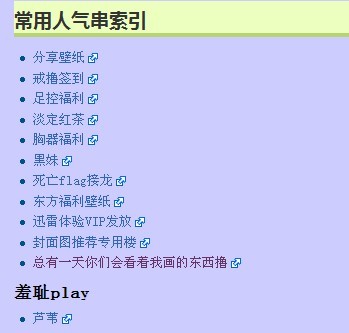 常用人气串索引
分享壁纸
戒撸签到
足控福利
淡定红茶
胸器福利
黑妹
死亡flag接龙
东方福利壁纸
迅雷体验VIP发放
封面图推荐专用楼
总有一天你们会看着我画的东西撸
羞耻play
芦苇